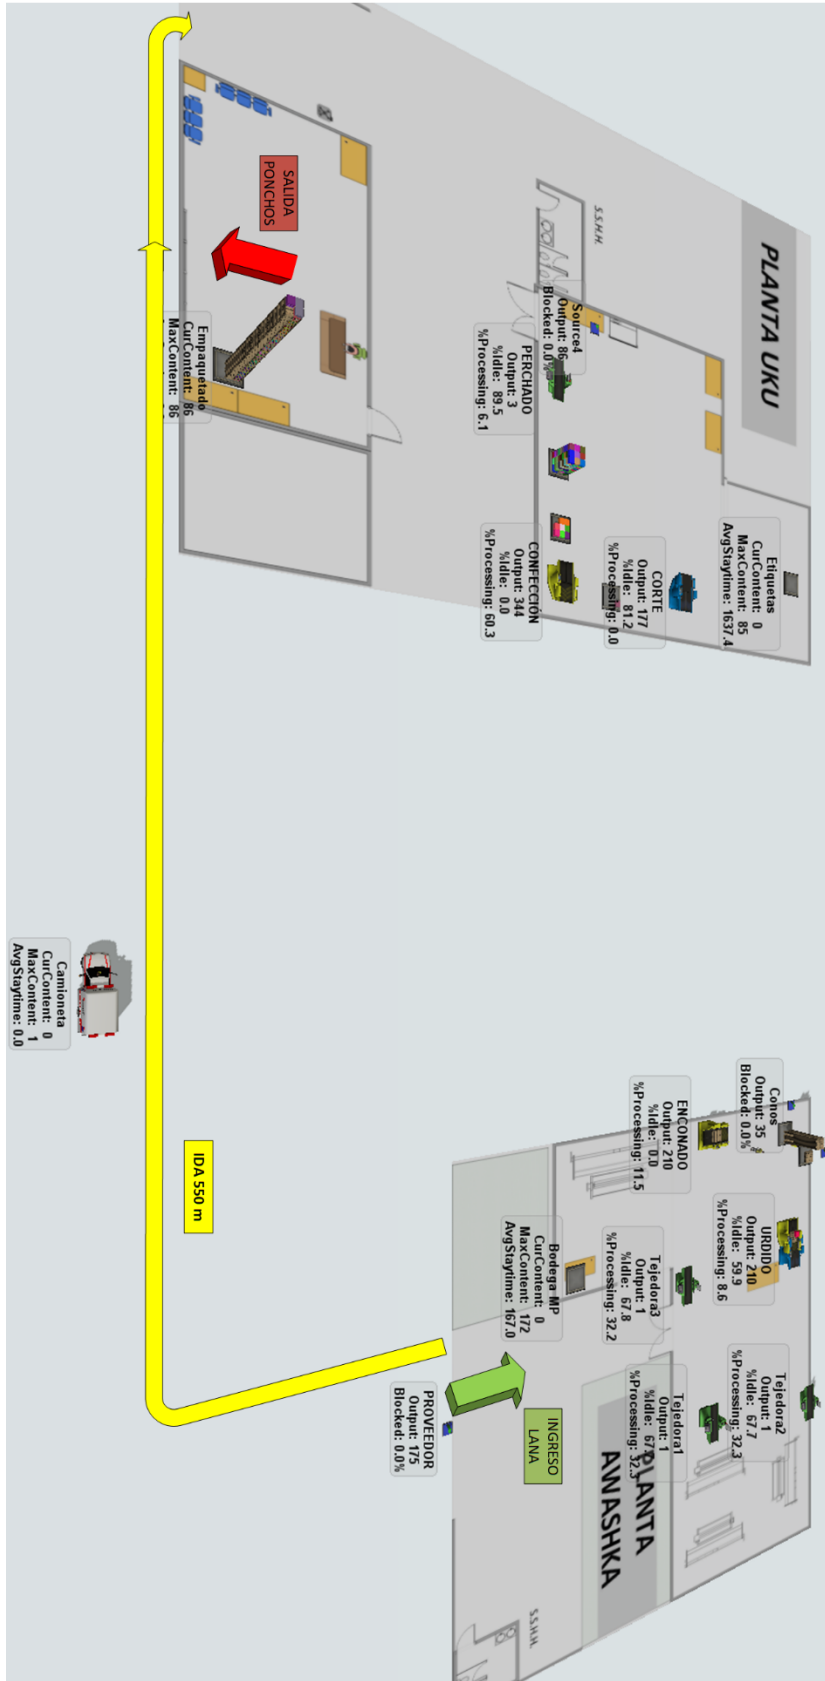 PLANTA UKU
S.S.H.H.
Etiquetas
CurContent: 0
MaxContent: 85
AvgStaytime: 1637.4
CORTE
Output: 177
%Idle: 81.2
%Processing: 0.0
Source4
Output: 86
Blocked: 0.0%
PERCHADO
Output: 3
%Idle: 89.5
%Processing: 6.1
CONFECCIÓN
Output: 344
%Idle: 0.0
%Processing: 60.3
SALIDA
PONCHOS
Empaquetado
CurContent: 86
MaxContent: 86
Camioneta
CurContent: 0
MaxContent: 1
AvgStaytime: 0.0
IDA 550 m
Conos
Output: 35
Blocked: 0.0%
URDIDO
Output: 210
%Idle: 59.9
%Processing: 8.6
Tejedora2
Output: 1
%Idle: 67.7
%Processing: 32.3
ENCONADO
Output: 210
%Idle: 0.0
%Processing: 11.5
Tejedora3
Output: 1
%Idle: 67.8
%Processing: 32.2
Tejedora1
Output: 1
%Idle:
%Processing:
PLANTA
AWASHKA
Bodega MP
CurContent: 0
MaxContent: 172
AvgStaytime: 167.0
INGRESO
LANA
PROVEEDOR
Output: 175
Blocked: 0.0%
S.S.H.H.